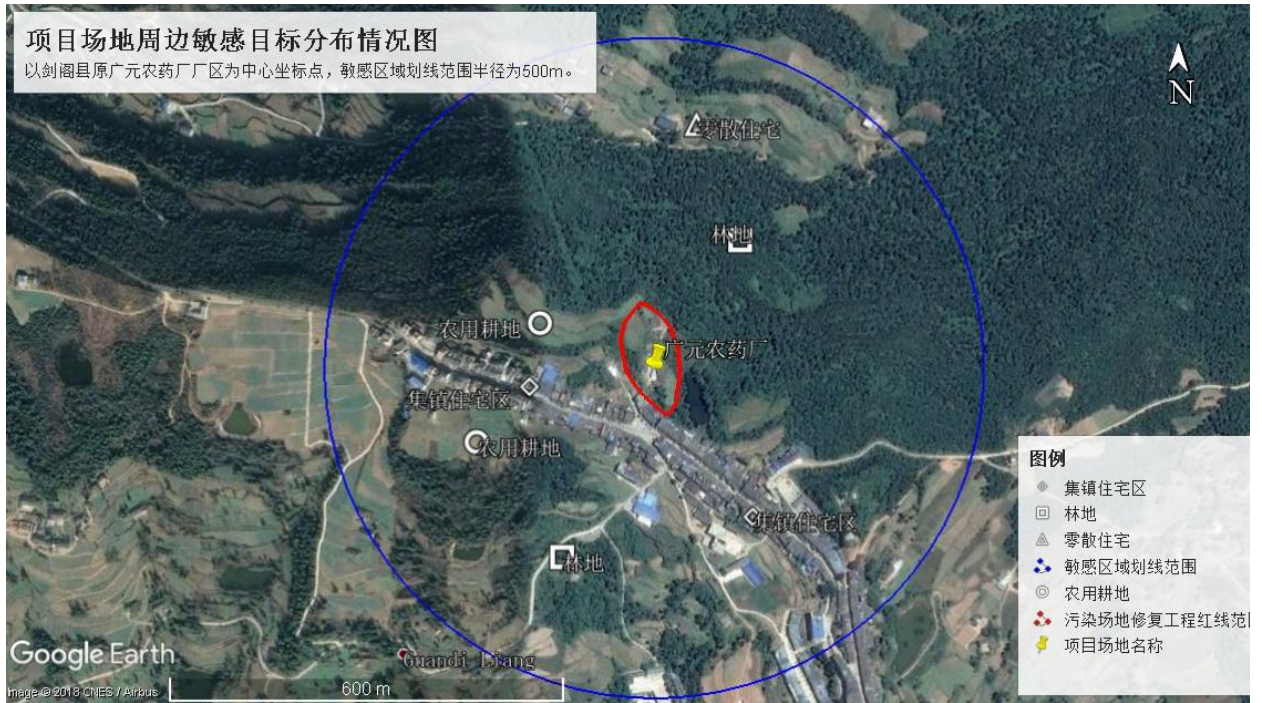 项目场地周边敏感目标分布情况图
以剑阁县原广元农药厂厂区为中心坐标点，敏感区域划线范围半径为500m。
N
零散住宅
林地
农用耕地
广元农药厂
集镇住宅区
农用耕地
集镇住宅区
林地
Guandi Liang
图例
集镇住宅区
林地
零散住宅
敏感区域划线范围
农用耕地
污染场地修复工程红线范
项目场地名称
Google Earth
Image © 2018 CNES / Airbus
600 m